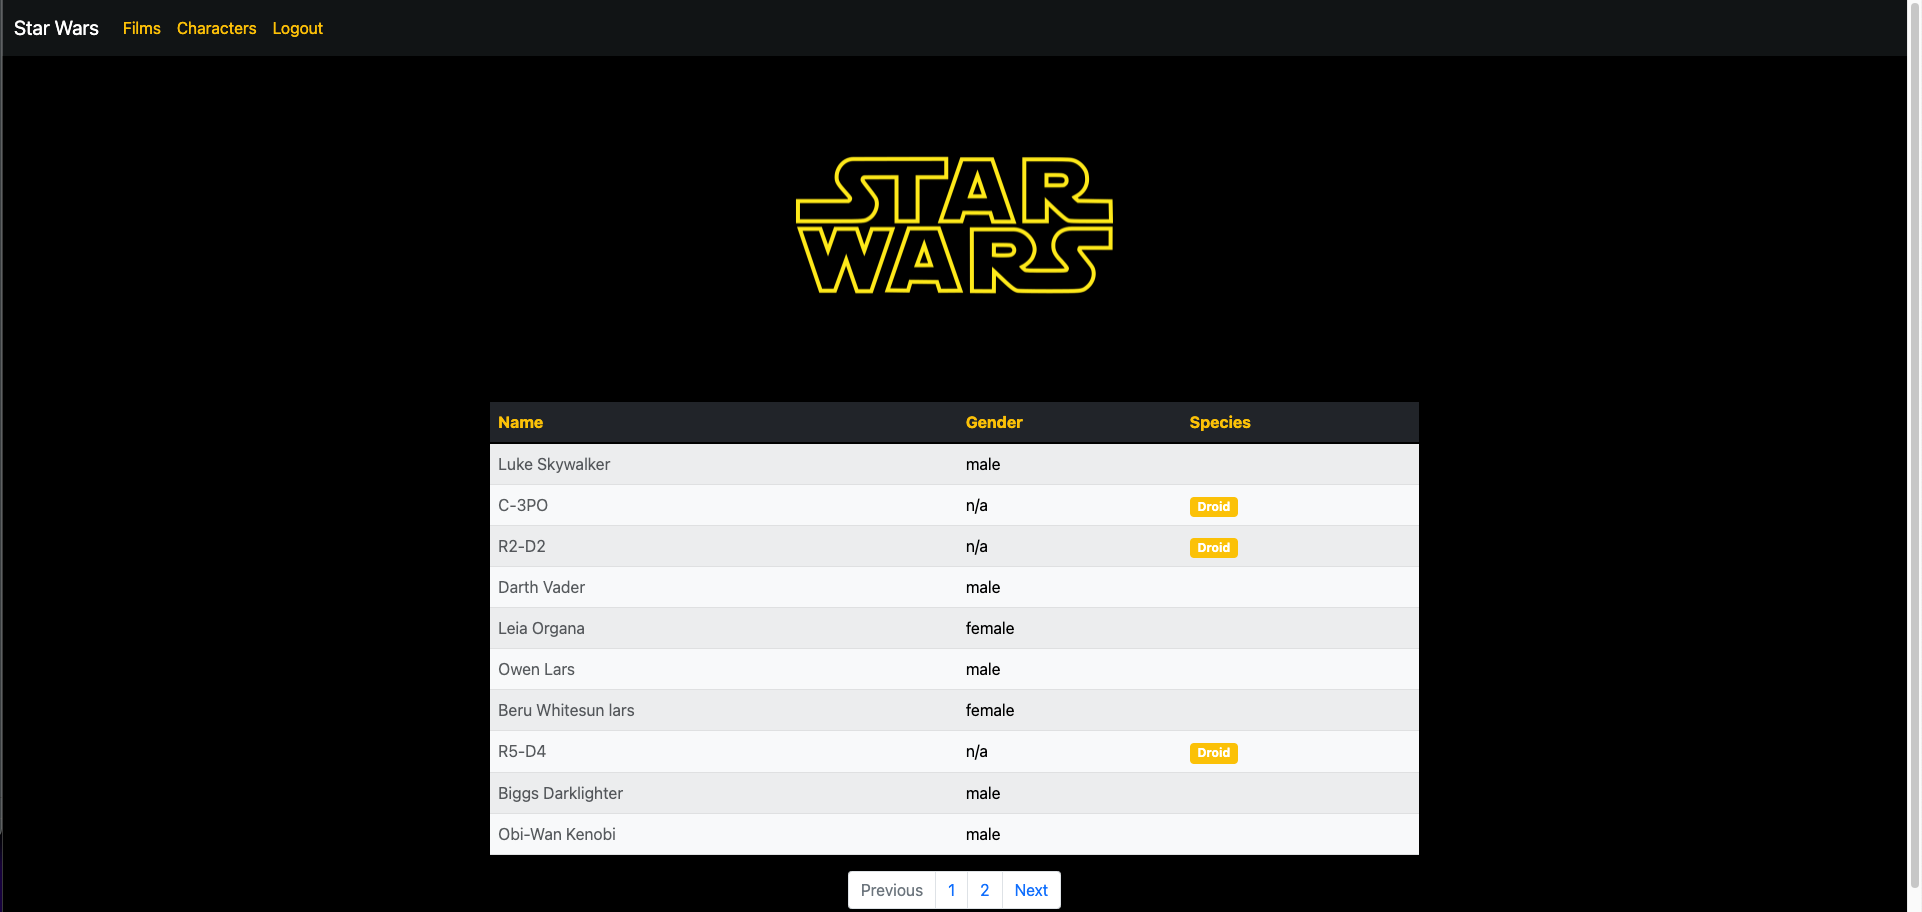 Star Wars Films Characters Logout
STAR
WARS
Name Gender Species
Luke Skywalker male
C-3PO n/a Droid
R2-D2 n/a Droid
Darth Vader male
Leia Organa female
Owen Lars male
Beru Whitesun lars female
R5-D4 n/a Droid
Biggs Darklighter male
Obi-Wan Kenobi male
Previous 1 2 Next